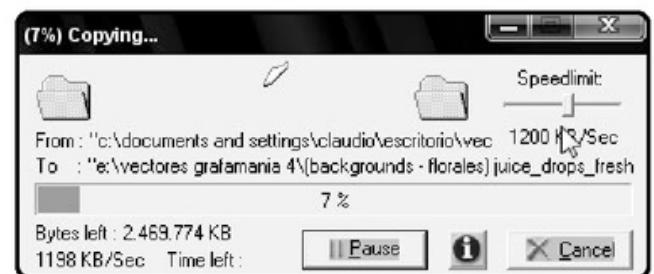 (7%) Copying...
Speedlimit:
From : "c:\documents and settings\claudio\escritorio\vec
1200 KB/Sec
To : "e:\vectores grafamania 4\(backgrounds - florales) juice_drops_fresh
7 %
Bytes left : 2.469.774 KB
1198 KB/Sec Time left :
Pause
Cancel